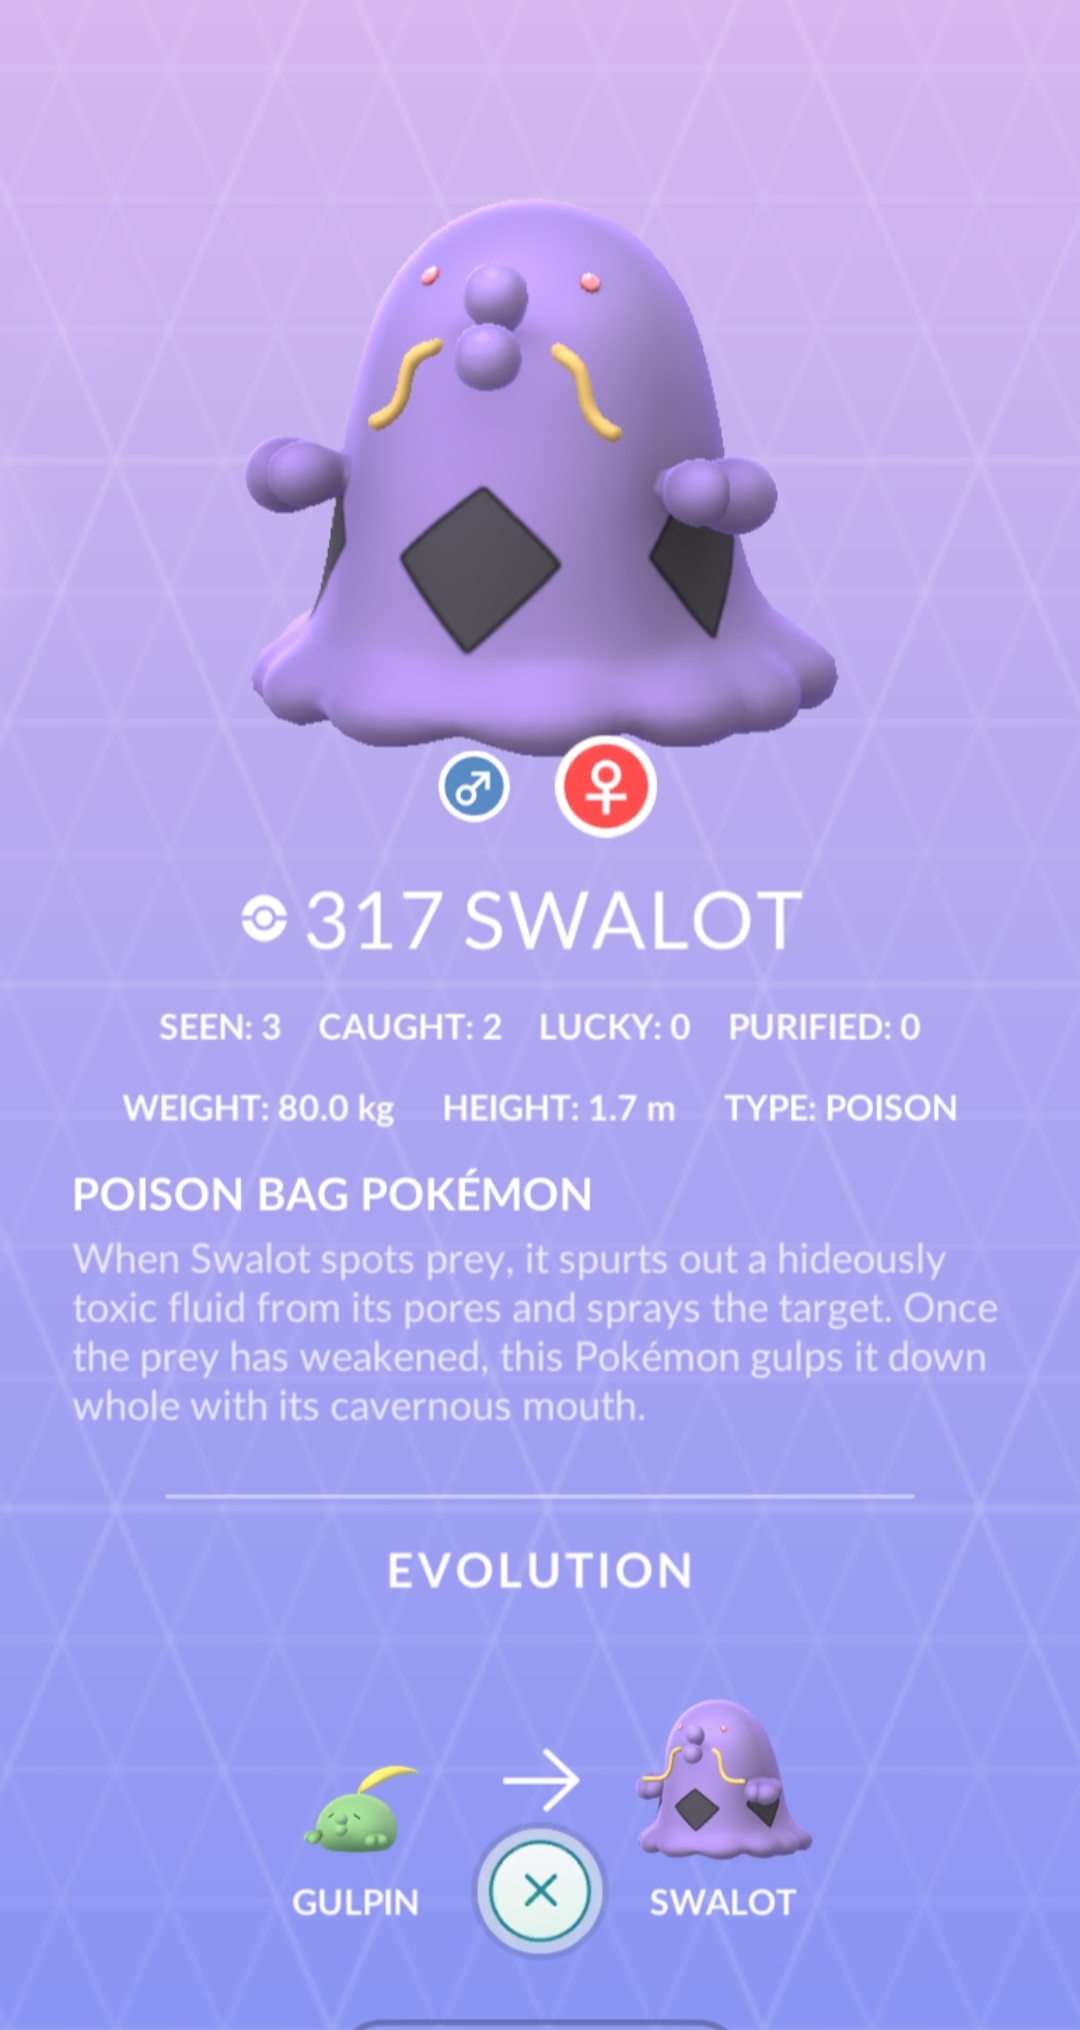 317 SWALOT
SEEN: 3 CAUGHT: 2 LUCKY: 0 PURIFIED: 0
WEIGHT: 80.0 kg HEIGHT: 1.7 m TYPE: POISON
POISON BAG POKÉMON
When Swalot spots prey, it spurts out a hideously
toxic fluid from its pores and sprays the target. Once
the prey has weakened, this Pokémon gulps it down
whole with its cavernous mouth.
EVOLUTION
GULPIN SWALOT